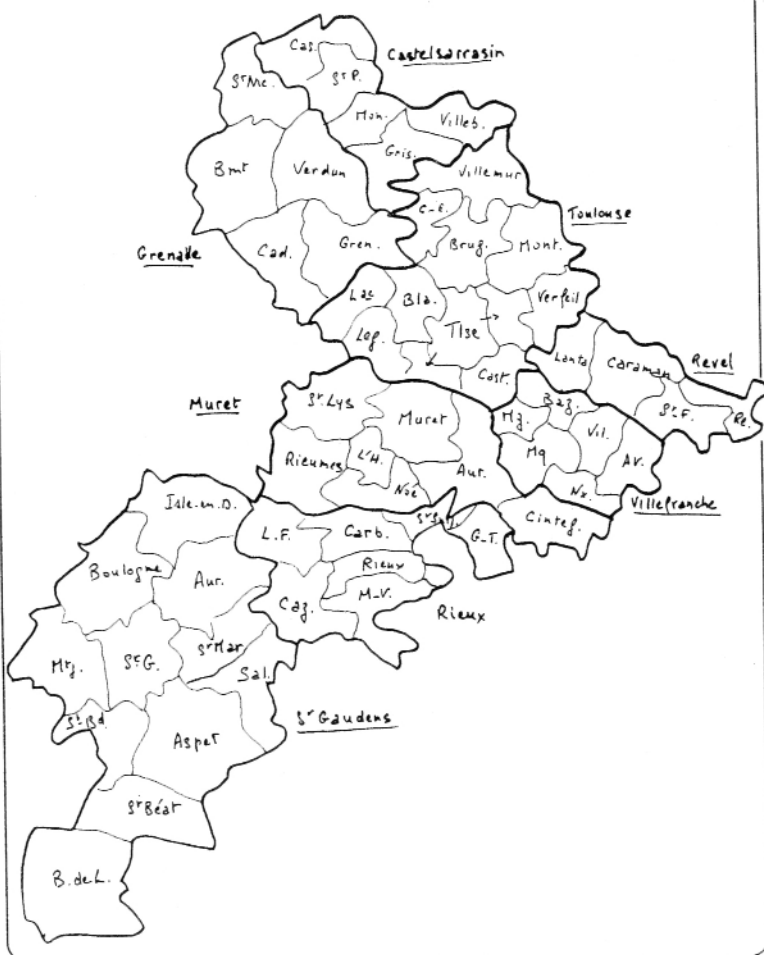 Cas.
Castelsarrasin
St Mc.
St P.
Mon.
Villeb.
Gris.
Bmt
Verdun
Villemur
C-E.
Toulouse
Grenade
Cad.
Gren.
Brug.
Mont.
Lac
Bla.
Verfeil
Leg.
Tlse
Lanta
Caraman
Revel
Cast.
Muret
St Lys
Muret
Baz.
St-F.
Re.
Mg.
Vil.
Rieumes
L'H.
Aur.
Mq
Av.
Noé
Nx.
Villefranche
Isle-en-D.
L.F.
Carb.
G-T.
Cinteg.
Boulogne
Aur.
Rieux
Caz.
M-V.
Rieux
Mrj.
St G.
St Mar
Sal.
St Bd.
Aspet
St Gaudens
St Béat
B. de L.